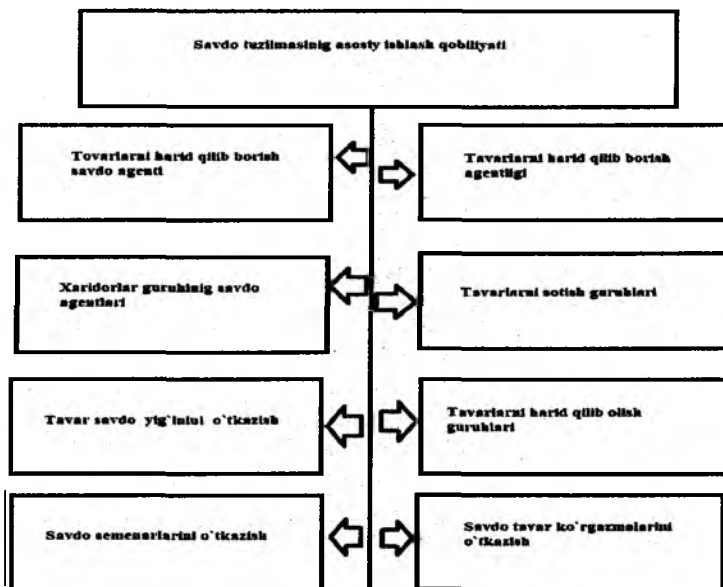 Savdo tuzilmasinig asosty ishlash qobiliyati
Tovarlarni harid qilib borish
savdo agenti
Tavarlarni harid qilib borish
agentligi
Xaridorlar guruhinig savdo
agentlari
Tavarlarni sotish guruhlari
Tavar savdo yig`iniui o`tkazish
Tavarlarni harid qilib olish
guruhlari
Savdo semenarlarini o`tkazish
Savdo tavar ko`rgazmalarini
o`tkazish